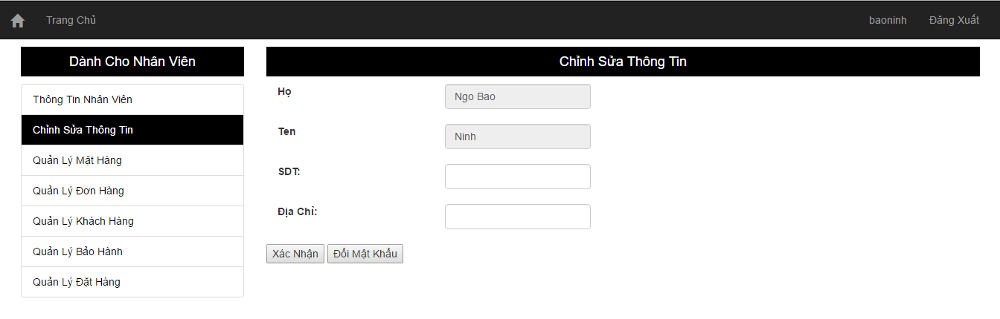 Trang Chủ baoninh Đăng Xuất
Dành Cho Nhân Viên
Thông Tin Nhân Viên
Chỉnh Sửa Thông Tin
Quản Lý Mặt Hàng
Quản Lý Đơn Hàng
Quản Lý Khách Hàng
Quản Lý Bảo Hành
Quản Lý Đặt Hàng
Chỉnh Sửa Thông Tin
Họ Ngo Bao
Ten Ninh
SDT:
Địa Chỉ:
Xác Nhận Đổi Mật Khẩu